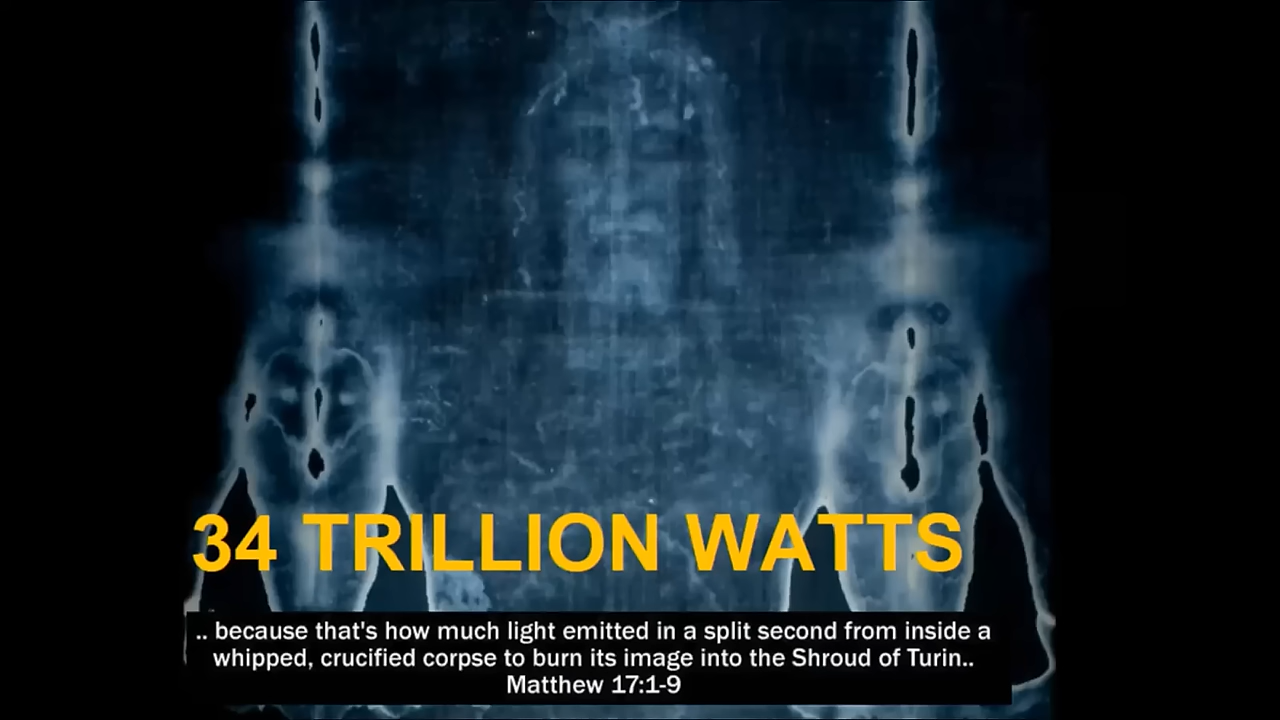 34 TRILLION WATTS
.. because that's how much light emitted in a split second from inside a
whipped, crucified corpse to burn its image into the Shroud of Turin..
Matthew 17:1-9